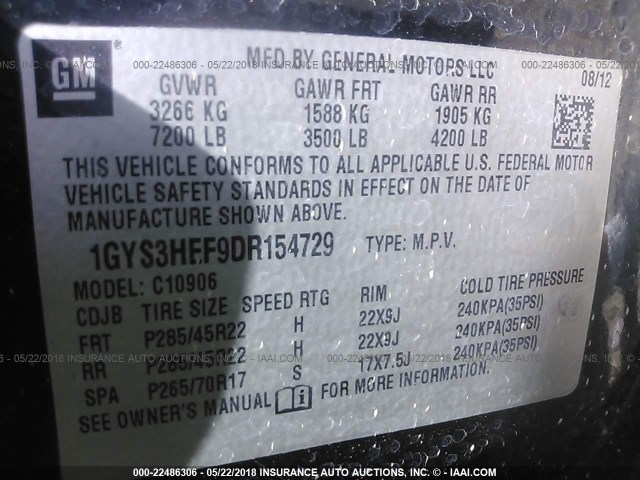 GM
MFD BY GENERAL MOTORS LLC
08/12
GVWR GAWR FRT GAWR RR
3266 KG 1588 KG 1905 KG
7200 LB 3500 LB 4200 LB
THIS VEHICLE CONFORMS TO ALL APPLICABLE U.S. FEDERAL MOTOR
VEHICLE SAFETY STANDARDS IN EFFECT ON THE DATE OF
MANUFACTURE SHOWN ABOVE.
1GYS3HEF9DR154729 TYPE: M.P.V.
MODEL: C10906
CDJB TIRE SIZE SPEED RTG RIM COLD TIRE PRESSURE
FRT P285/45R22 H 22X9J 240KPA(35PSI)
RR P285/45R22 H 22X9J 240KPA(35PSI)
SPA P265/70R17 S 17X7.5J 240KPA(35PSI)
SEE OWNER'S MANUAL FOR MORE INFORMATION.
000-22486306 - 05/22/2018 INSURANCE AUTO AUCTIONS, INC. - IAAI.COM